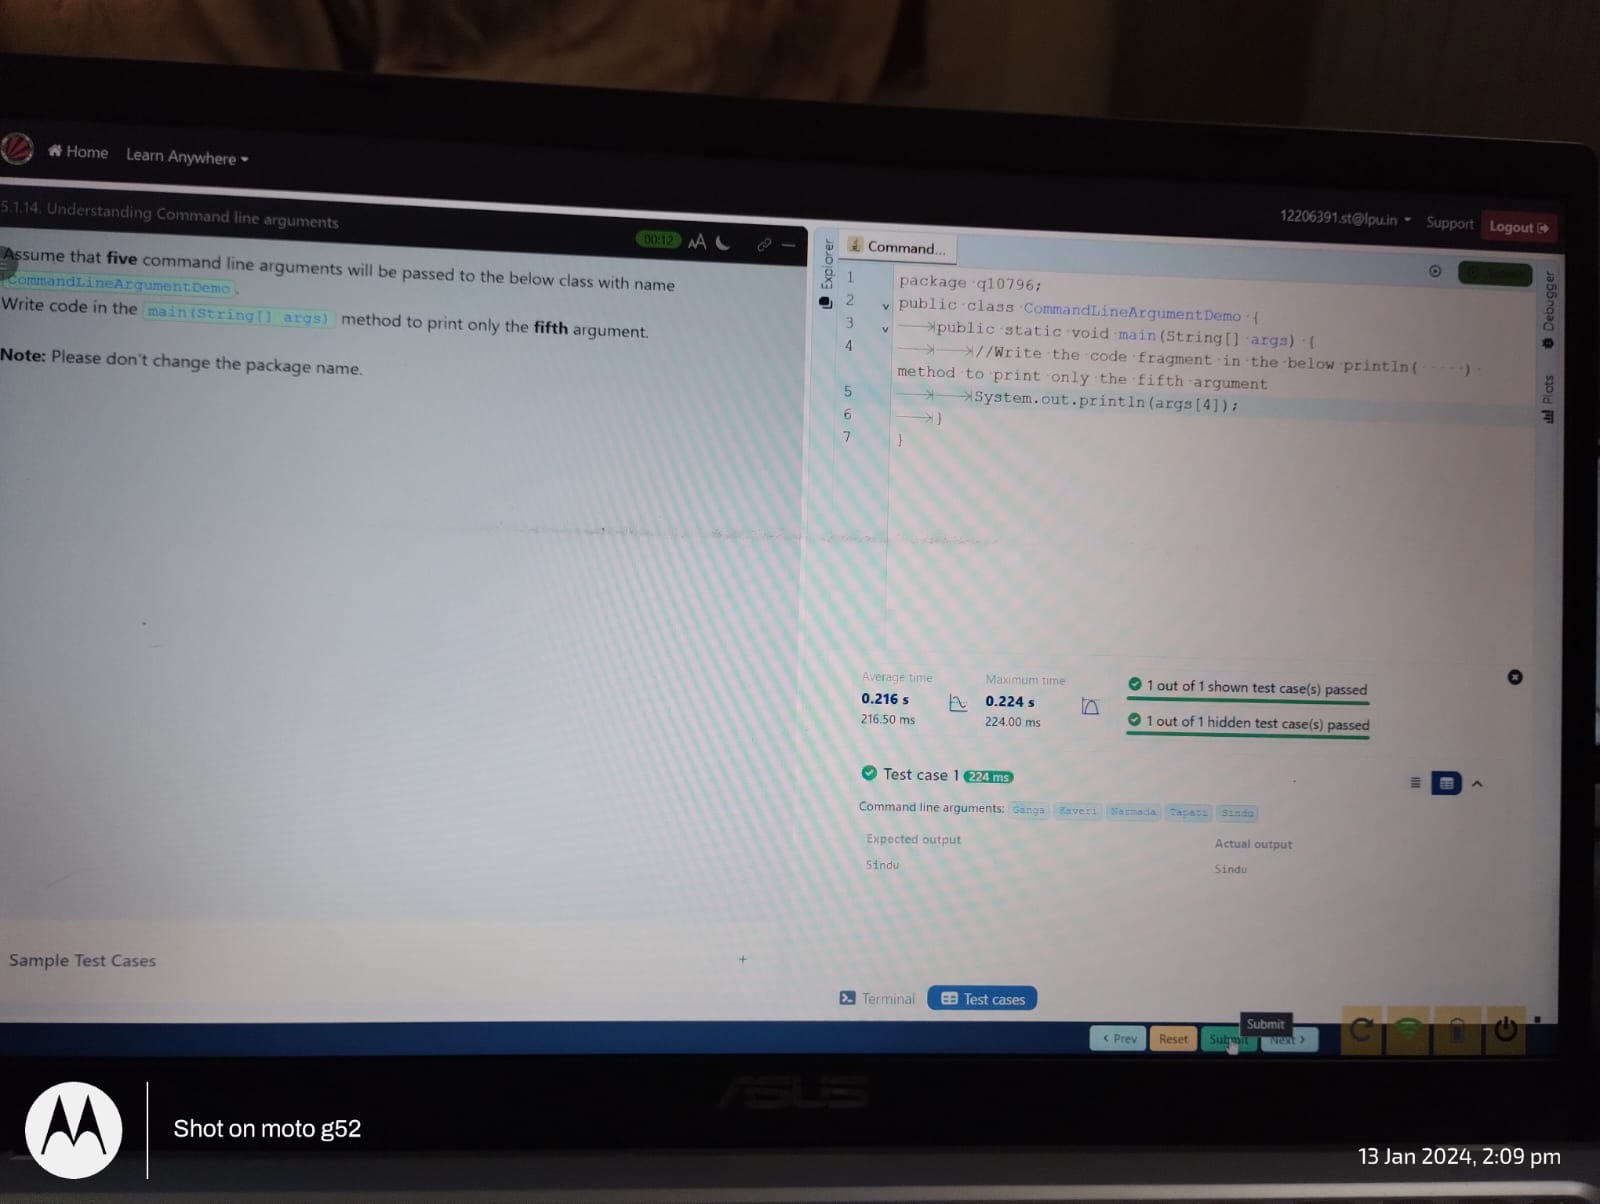 Home Learn Anywhere
5.1.14. Understanding Command line arguments
00:12 AA
12206391.st@lpu.in Support Logout
Assume that five command line arguments will be passed to the below class with name
CommandLineArgumentDemo.
Write code in the main(String[] args) method to print only the fifth argument.
Note: Please don't change the package name.
Sample Test Cases +
Explorer
Command...
Debugger
Plots
1 package q10796;
2 public class CommandLineArgumentDemo {
3 public static void main(String[] args) {
4 //Write the code fragment in the below println( )
method to print only the fifth argument
5 System.out.println(args[4]);
6 }
7 }
Average time
0.216 s
216.50 ms
Maximum time
0.224 s
224.00 ms
1 out of 1 shown test case(s) passed
1 out of 1 hidden test case(s) passed
Test case 1 224 ms
Command line arguments: Ganga Kaveri Narmada Tapati Sindu
Expected output
Sindu
Actual output
Sindu
Terminal Test cases
Submit
< Prev Reset Submit Next >
ASUS
Shot on moto g52
13 Jan 2024, 2:09 pm